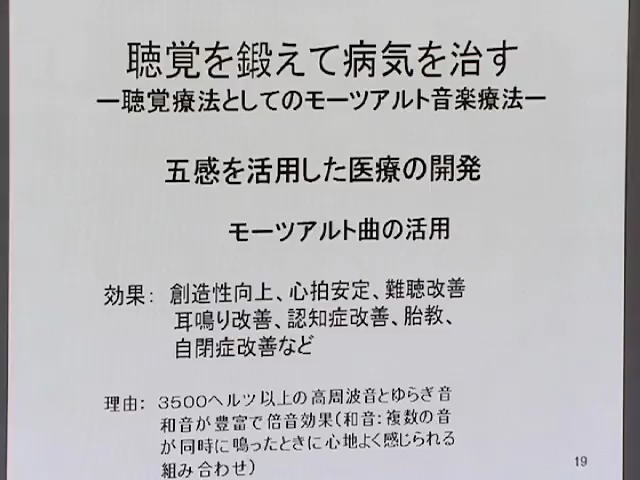 聴覚を鍛えて病気を治す
ー聴覚療法としてのモーツアルト音楽療法ー
五感を活用した医療の開発
モーツアルト曲の活用
効果： 創造性向上、心拍安定、難聴改善
耳鳴り改善、認知症改善、胎教、
自閉症改善など
理由： 3500ヘルツ以上の高周波音とゆらぎ音
和音が豊富で倍音効果（和音：複数の音
が同時に鳴ったときに心地よく感じられる
組み合わせ）
19